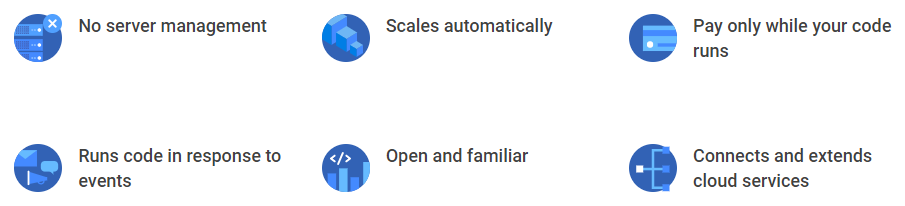 No server management
Scales automatically
Pay only while your code
runs
Runs code in response to
events
Open and familiar
Connects and extends
cloud services